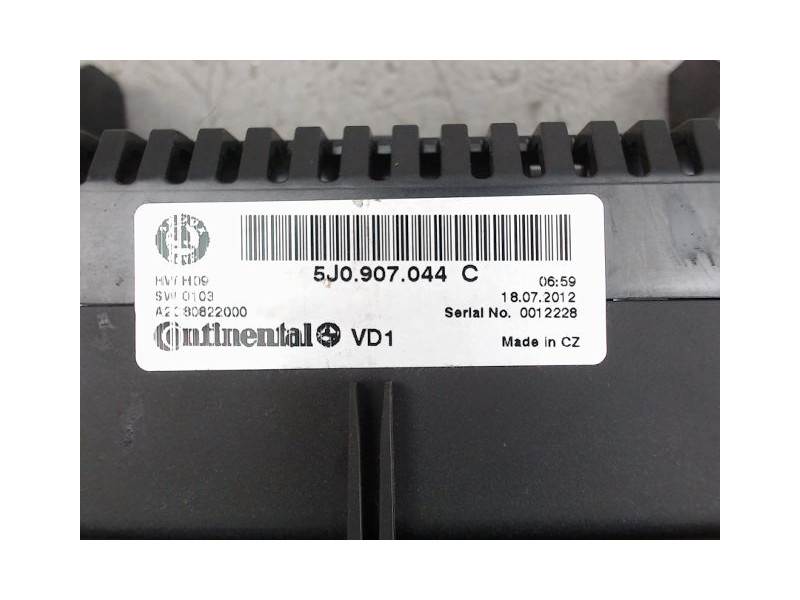 5J0.907.044 C
HW H09
06:59
SW 0103
18.07.2012
A2C80822000
Serial No. 0012228
Continental VD1
Made in CZ